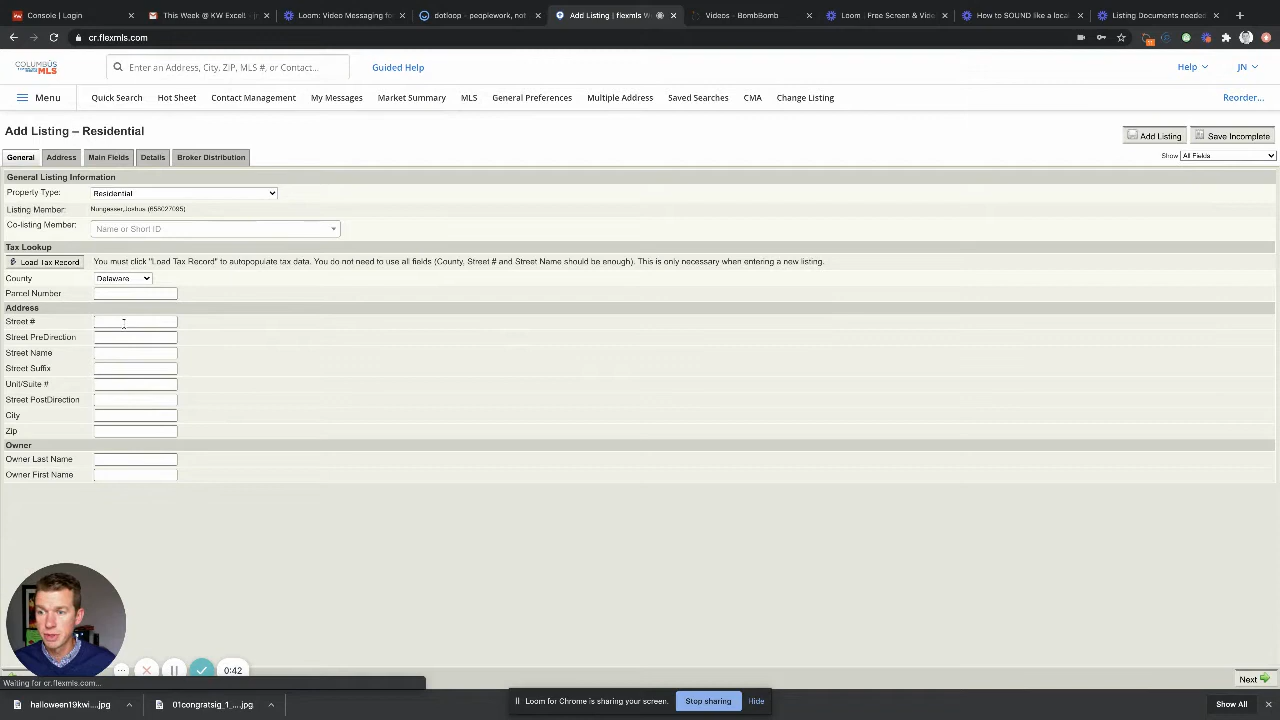 Console | Login
This Week @ KW Excell
Loom: Video Messaging fo
dotloop - peoplework, not
Add Listing | flexmls W
Videos - BombBomb
Loom | Free Screen & Vide
How to SOUND like a local
Listing Documents needed
cr.flexmls.com
COLUMBUS
MLS
Enter an Address, City, ZIP, MLS #, or Contact...
Guided Help
Help
JN
Menu
Quick Search
Hot Sheet
Contact Management
My Messages
Market Summary
MLS
General Preferences
Multiple Address
Saved Searches
CMA
Change Listing
Reorder...
Add Listing – Residential
Add Listing
Save Incomplete
General
Address
Main Fields
Details
Broker Distribution
Show
All Fields
General Listing Information
Property Type:
Residential
Listing Member:
Nungesser,Joshua (658027095)
Co-listing Member:
Name or Short ID
Tax Lookup
Load Tax Record
You must click "Load Tax Record" to autopopulate tax data. You do not need to use all fields (County, Street # and Street Name should be enough). This is only necessary when entering a new listing.
County
Delaware
Parcel Number
Address
Street #
Street PreDirection
Street Name
Street Suffix
Unit/Suite #
Street PostDirection
City
Zip
Owner
Owner Last Name
Owner First Name
0:42
Next
Waiting for cr.flexmls.com...
Loom for Chrome is sharing your screen.
Stop sharing
Hide
halloween19kwi....jpg
01congratsig_1_...jpg
Show All